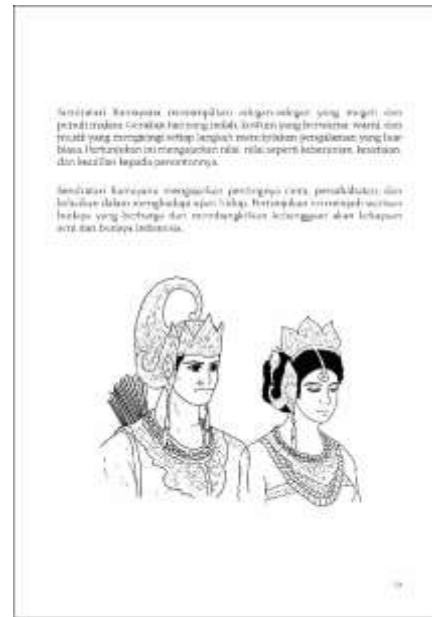 Sendratari Ramayana menampilkan adegan-adegan yang megah dan
penuh makna. Gerakan tari yang indah, kostum yang berwarna-warni, dan
musik yang mengiringi setiap langkah menciptakan pengalaman yang luar
biasa. Pertunjukan ini mengajarkan nilai-nilai seperti keberanian, kesetiaan,
dan keadilan kepada penontonnya.
Sendratari Ramayana mengajarkan pentingnya cinta, persahabatan, dan
kebaikan dalam menghadapi ujian hidup. Pertunjukan ini menjadi warisan
budaya yang berharga dan membangkitkan kebanggaan akan kekayaan
seni dan budaya Indonesia.